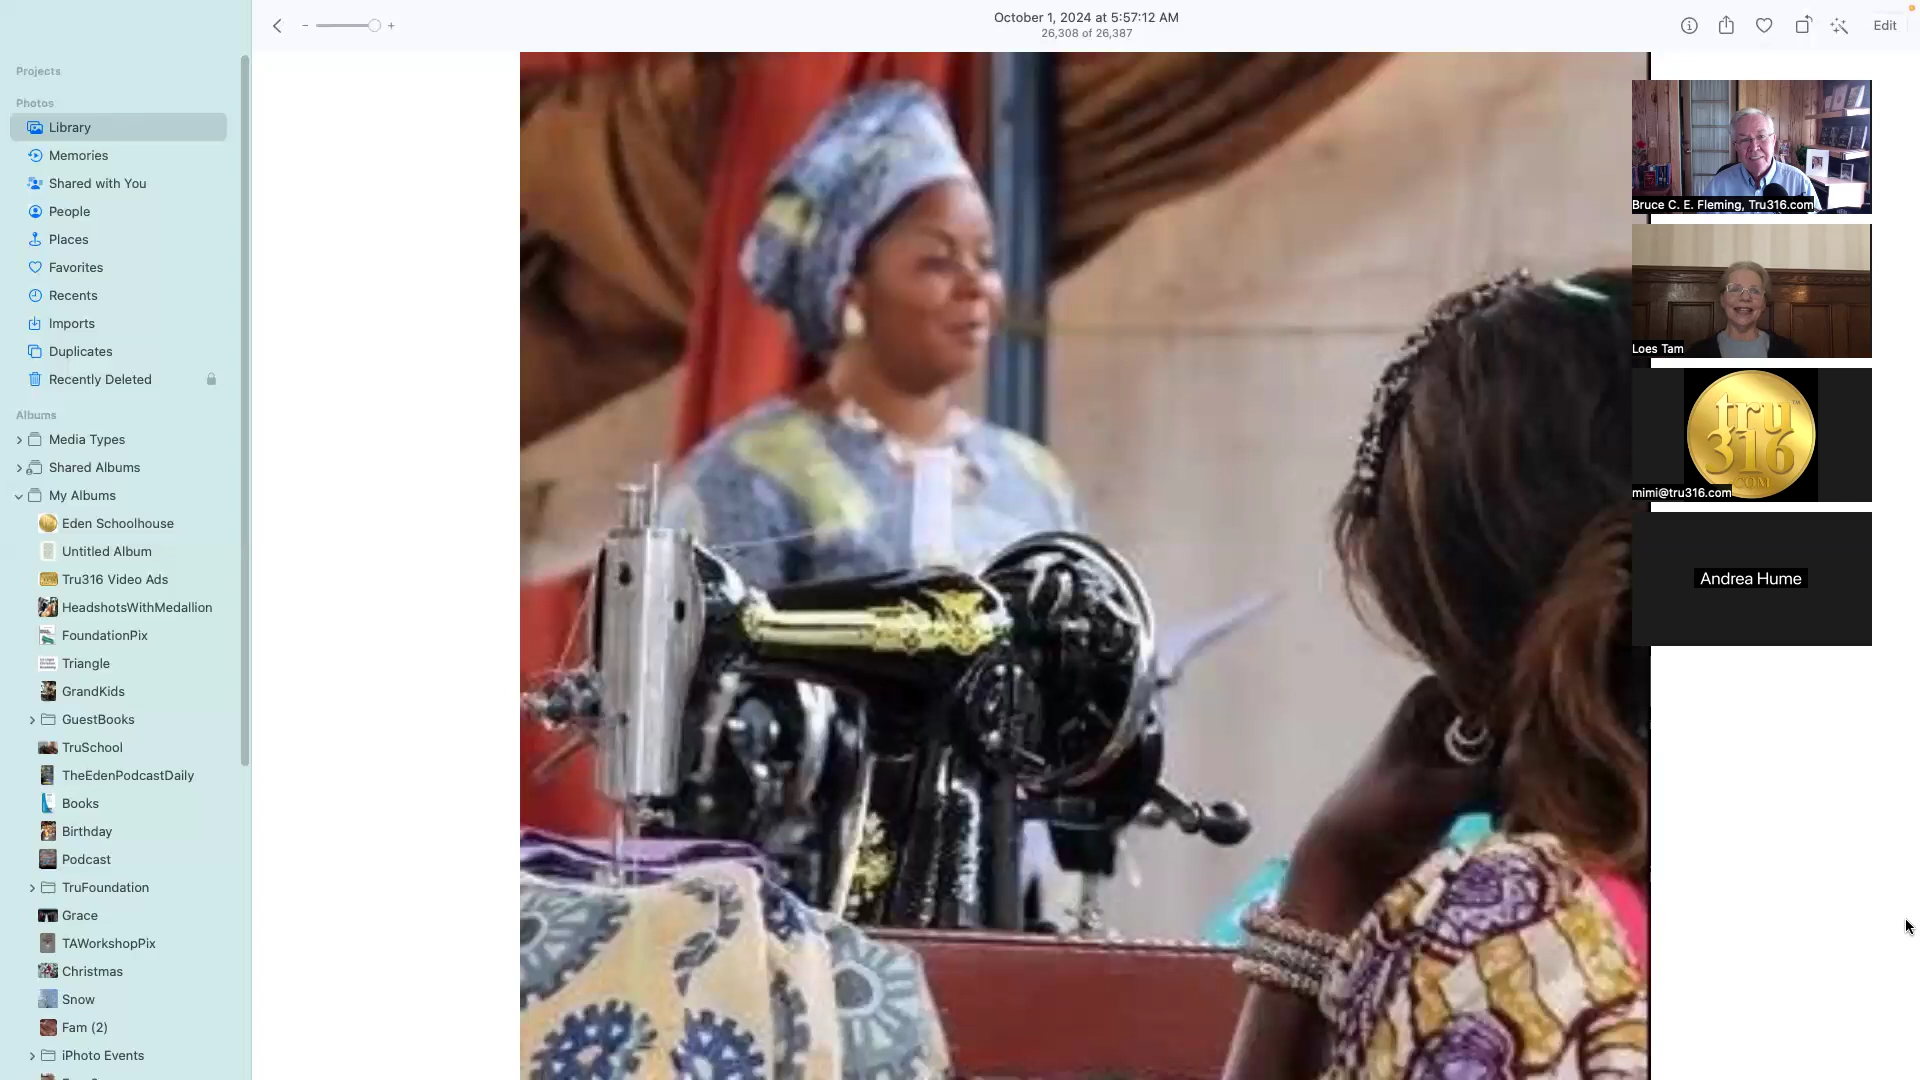 October 1, 2024 at 5:57:12 AM
26,308 of 26,387
Edit
Projects
Photos
Library
Memories
Shared with You
People
Places
Favorites
Recents
Imports
Duplicates
Recently Deleted
Albums
Media Types
Shared Albums
My Albums
Eden Schoolhouse
Untitled Album
Tru316 Video Ads
HeadshotsWithMedallion
FoundationPix
Triangle
GrandKids
GuestBooks
TruSchool
TheEdenPodcastDaily
Books
Birthday
Podcast
TruFoundation
Grace
TAWorkshopPix
Christmas
Snow
Fam (2)
iPhoto Events
Bruce C. E. Fleming, Tru316.com
Loes Tam
tru™
316
.COM
mimi@tru316.com
Andrea Hume